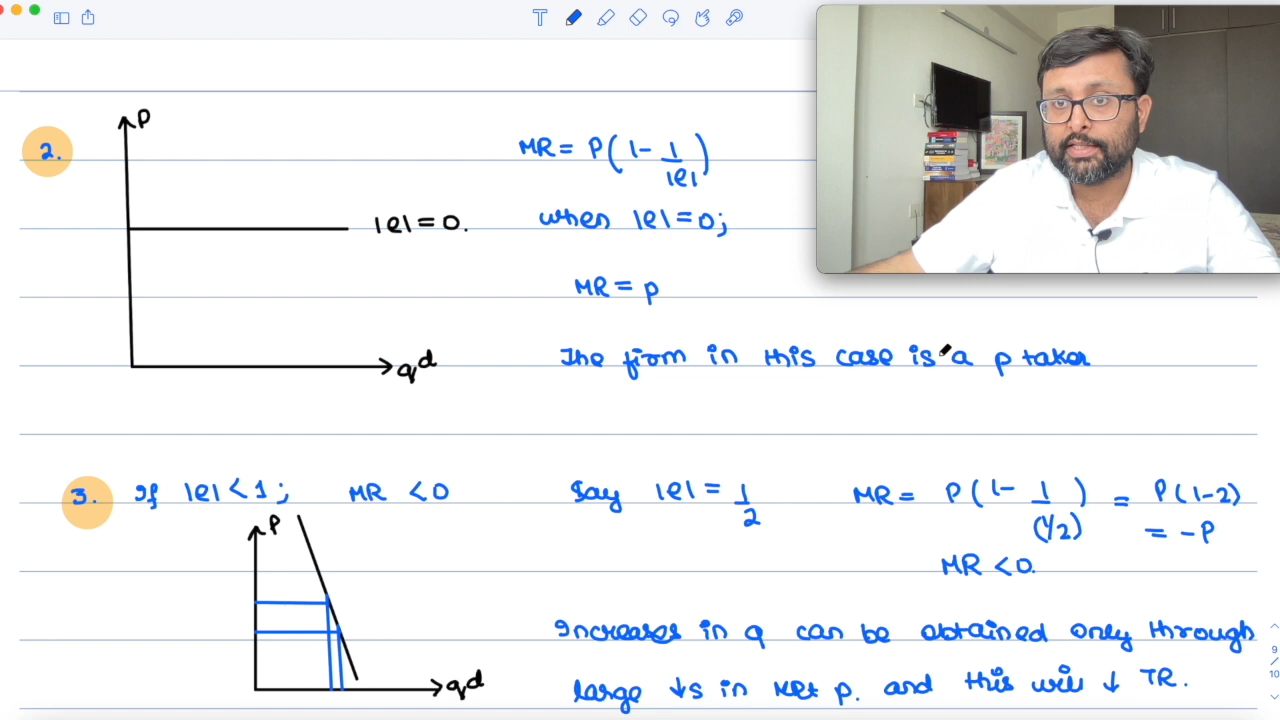 P
2.
|e| = 0.
q^d
MR = P(1 - 1/|e|)
when |e| = 0;
MR = p
The firm in this case is a p taker
3. If |e| < 1; MR < 0
P
q^d
Say |e| = 1/2
MR = P(1 - 1/(1/2)) = P(1-2)
= -P
MR < 0.
Increases in q can be obtained only through
large ↓s in mkt p. and this will ↓ TR.
9
/
10